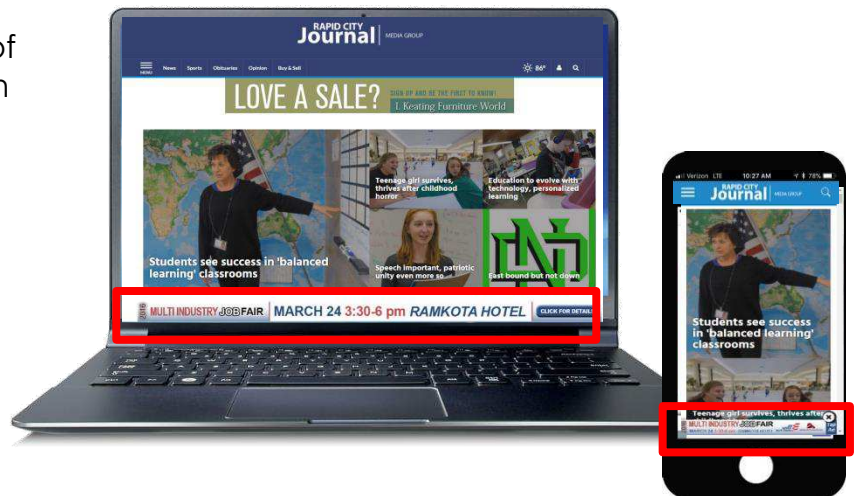 of
RAPID CITY
Journal MEDIA GROUP
MENU News Sports Obituaries Opinion Buy & Sell 86°
LOVE A SALE? SIGN UP AND BE THE FIRST TO KNOW!
I. Keating Furniture World
Teenage girl survives,
thrives after childhood
horror
Education to evolve with
technology, personalized
learning
Students see success in 'balanced
learning' classrooms
Speech important, patriotic
unity even more so
East bound but not down
2016 MULTI INDUSTRY JOB FAIR MARCH 24 3:30-6 pm RAMKOTA HOTEL CLICK FOR DETAIL
Verizon LTE 10:27 AM 78%
RAPID CITY
Journal MEDIA GROUP
Students see success
in 'balanced learning'
classrooms
Teenage girl survives, thrives after
MULTI INDUSTRY JOB FAIR